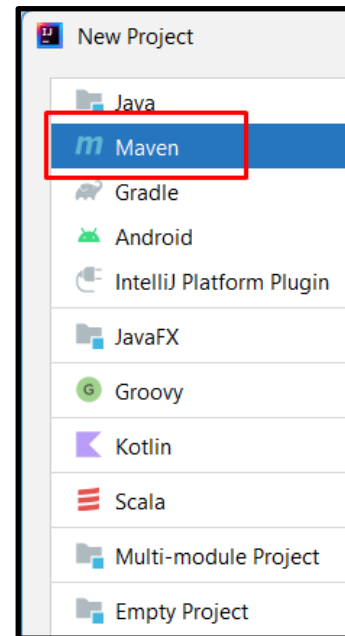 New Project
Java
m Maven
Gradle
Android
IntelliJ Platform Plugin
JavaFX
G Groovy
Kotlin
Scala
Multi-module Project
Empty Project